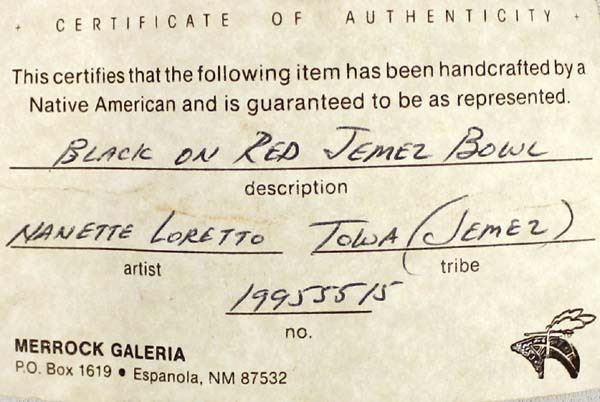 CERTIFICATE OF AUTHENTICITY
This certifies that the following item has been handcrafted by a
Native American and is guaranteed to be as represented.
BLACK ON RED JEMEZ BOWL
description
NANETTE LORETTO TOWA (JEMEZ)
artist tribe
19955515
no.
MERROCK GALERIA
P.O. Box 1619 • Espanola, NM 87532